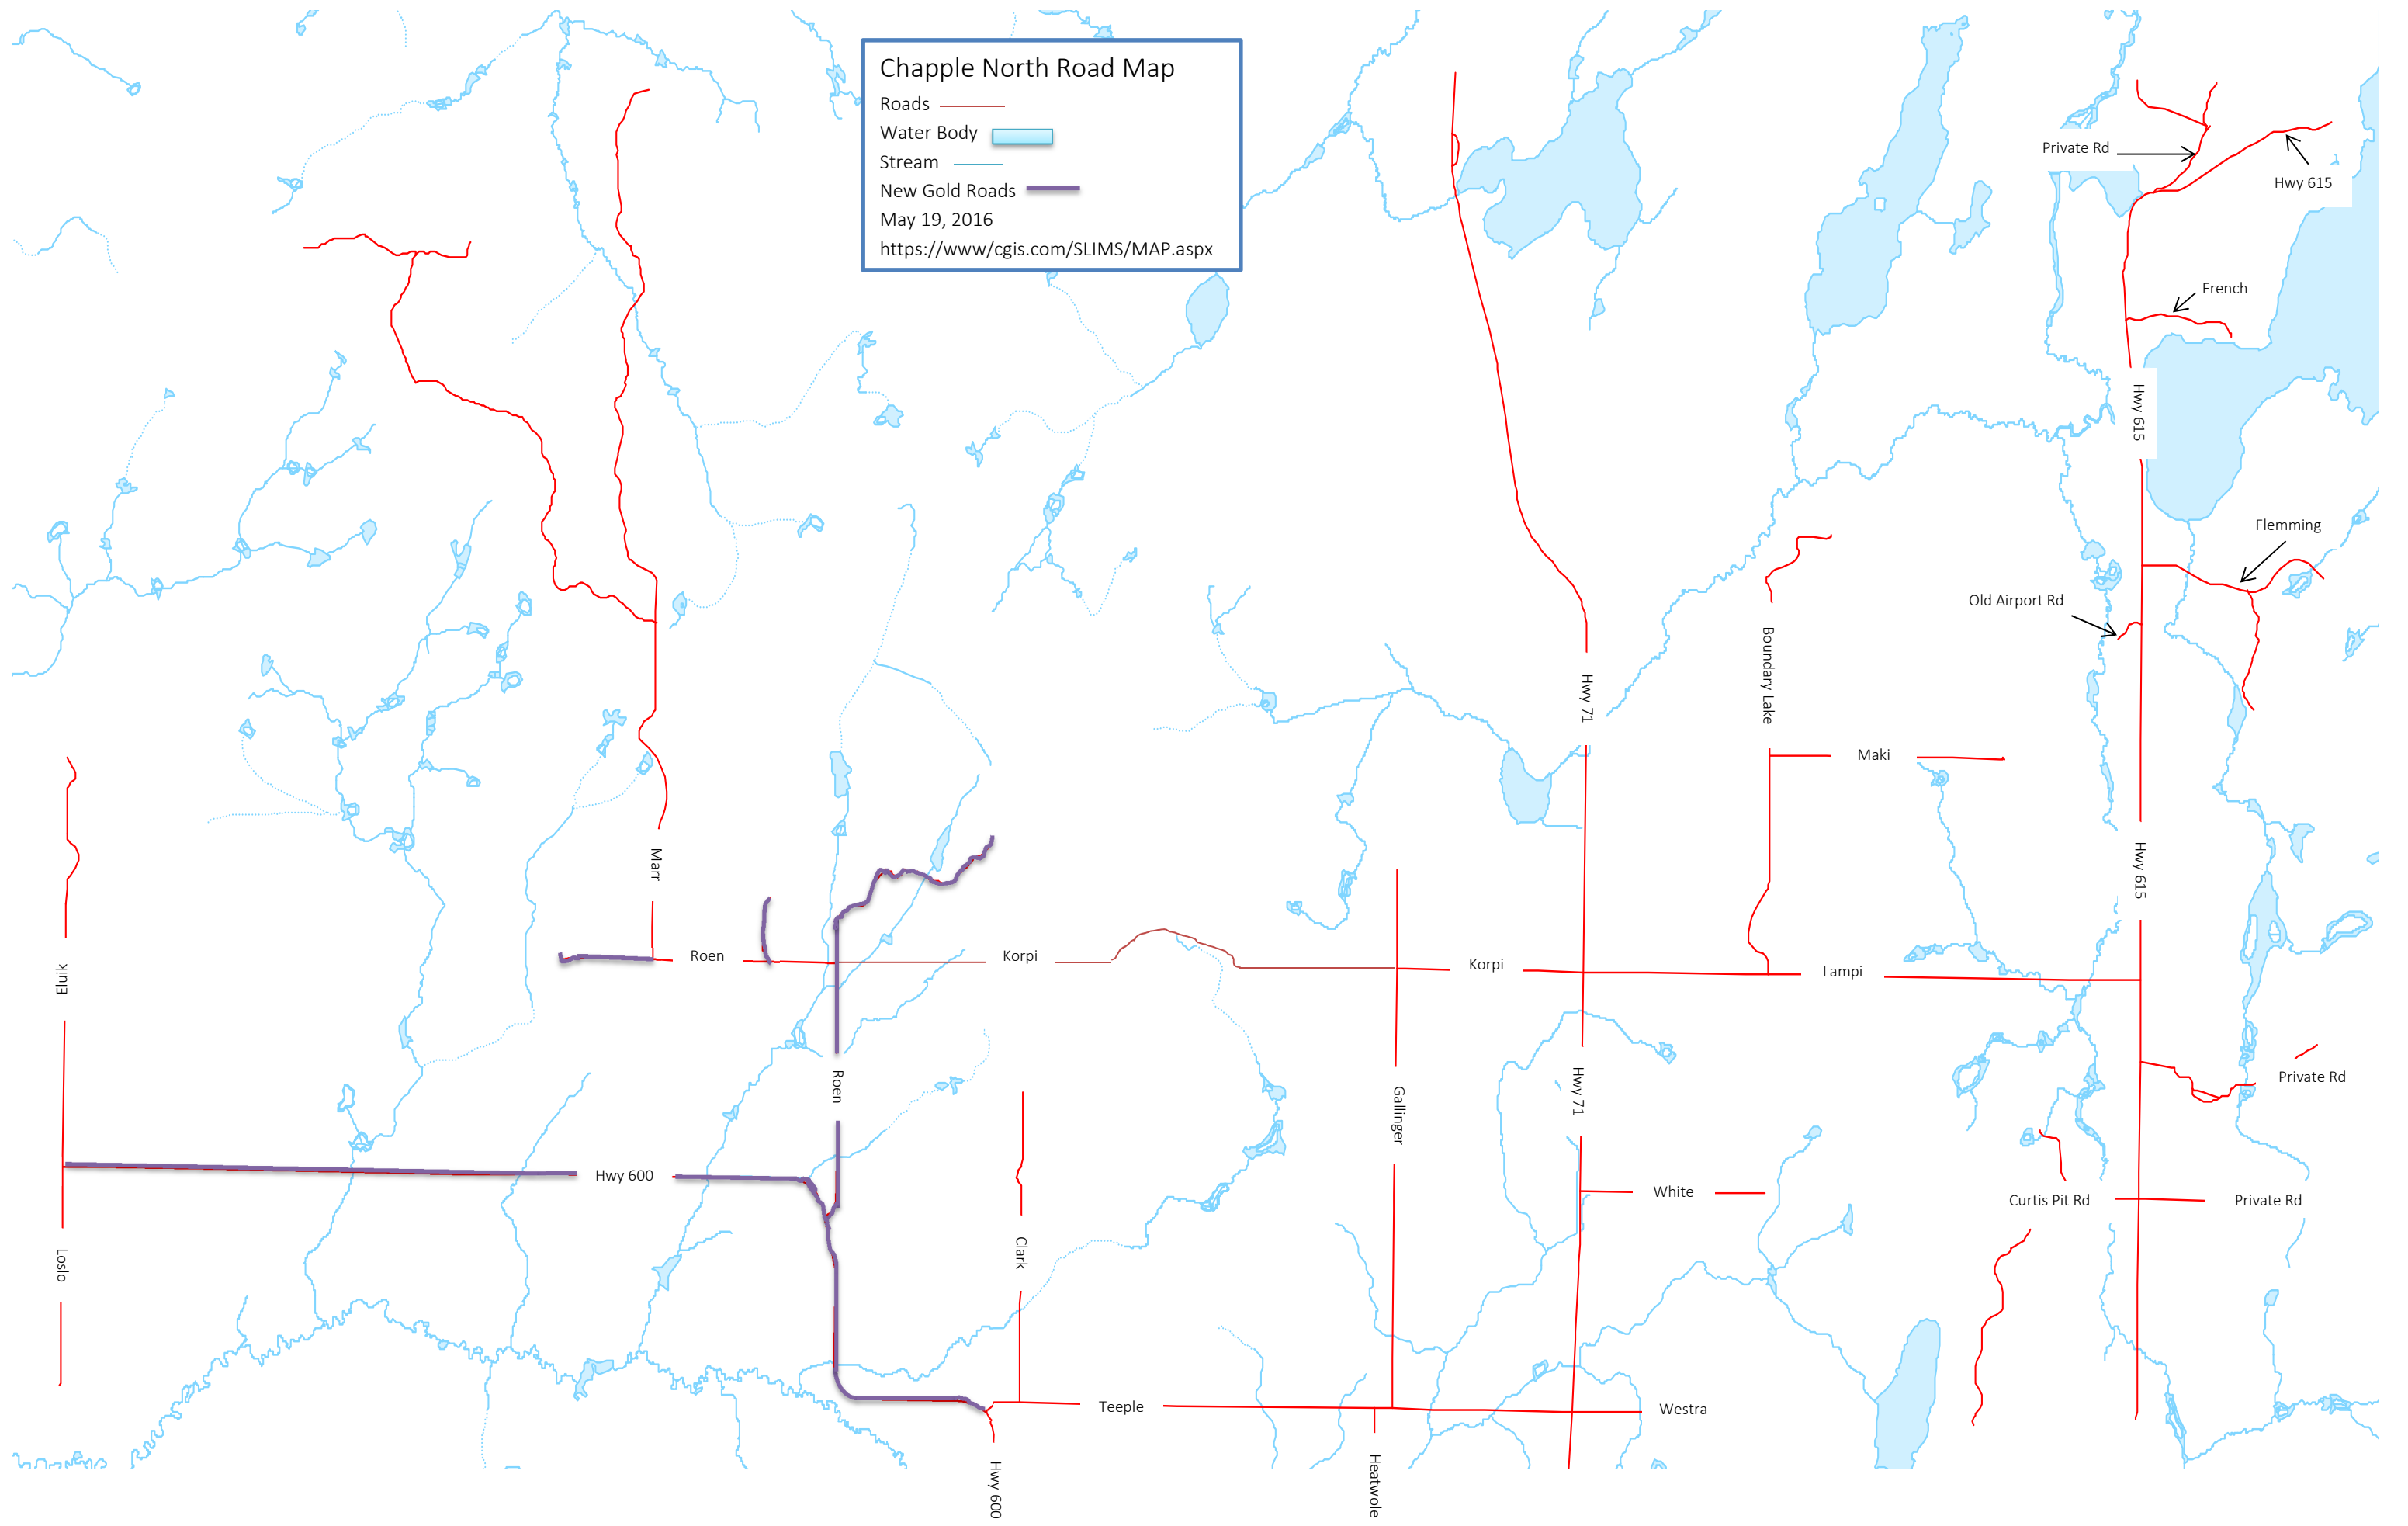 Chapple North Road Map
Roads
Water Body
Stream
New Gold Roads
May 19, 2016
https://www/cgis.com/SLIMS/MAP.aspx
Private Rd
Hwy 615
French
Hwy 615
Flemming
Old Airport Rd
Boundary Lake
Hwy 71
Maki
Marr
Hwy 615
Roen
Korpi
Korpi
Lampi
Eluik
Roen
Gallinger
Hwy 71
Private Rd
Hwy 600
White
Curtis Pit Rd
Private Rd
Clark
Loslo
Teeple
Westra
Hwy 600
Heatwole